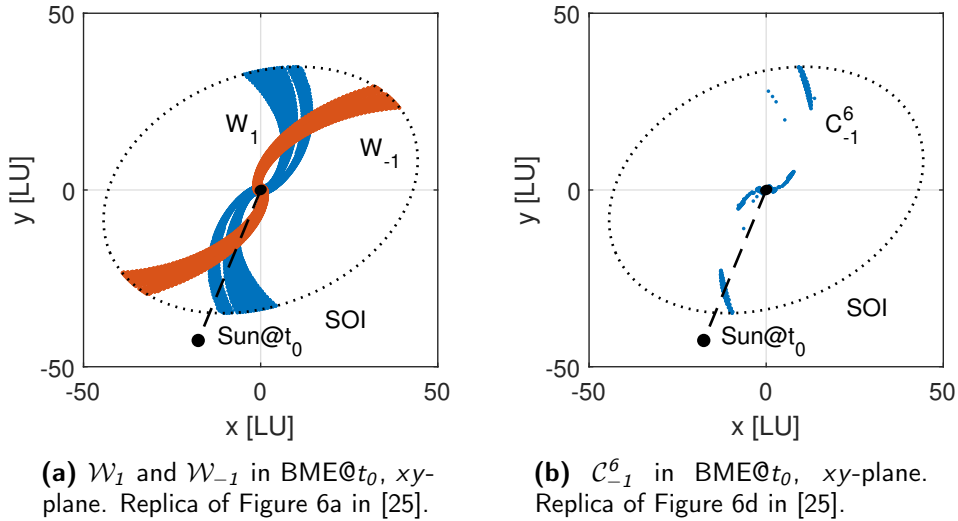 50
W₁
W₋₁
y [LU]
0
SOI
Sun@t₀
-50
-50
0
50
x [LU]
(a) 𝒲₁ and 𝒲₋₁ in BME@t₀, xy-
plane. Replica of Figure 6a in [25].
50
C⁶₋₁
y [LU]
0
SOI
Sun@t₀
-50
-50
0
50
x [LU]
(b) 𝒞⁶₋₁ in BME@t₀, xy-plane.
Replica of Figure 6d in [25].